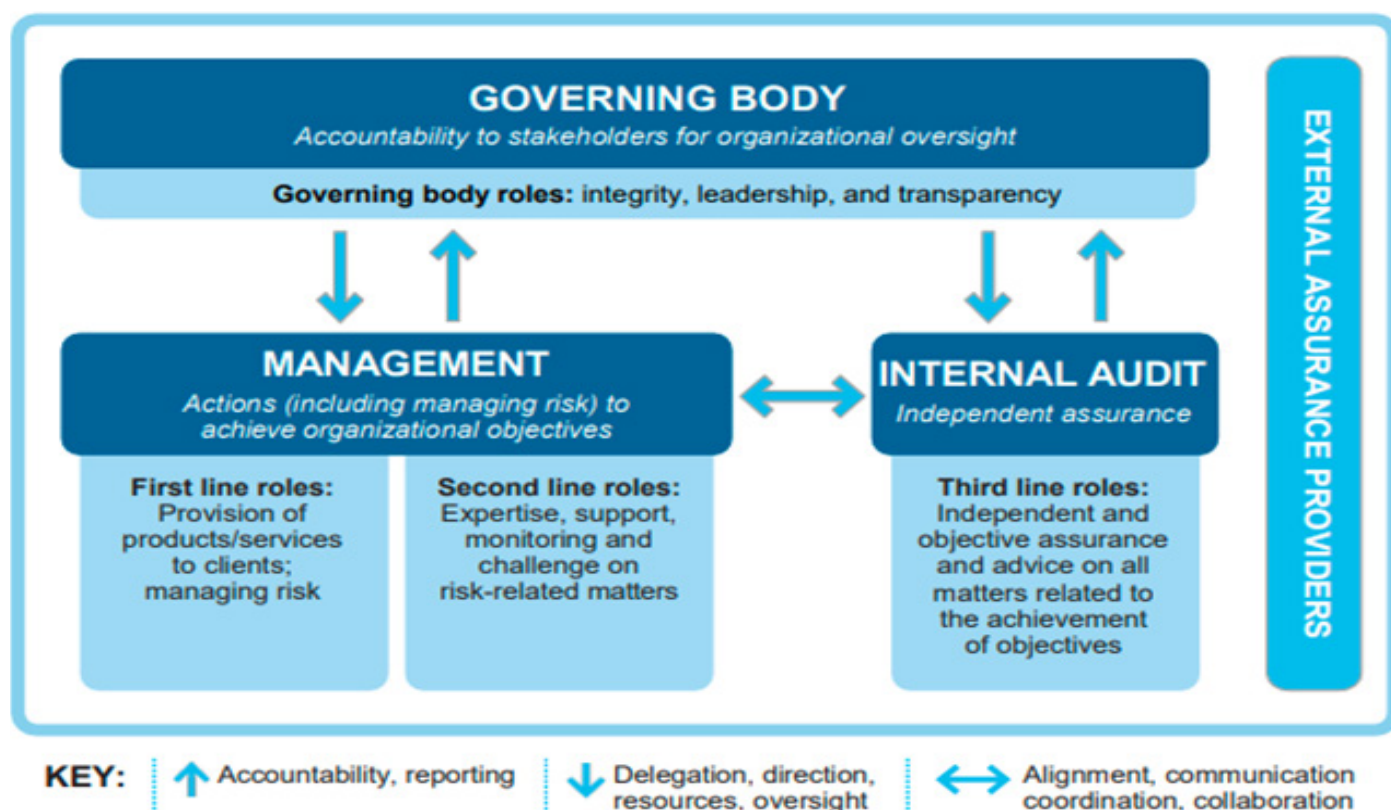 GOVERNING BODY
Accountability to stakeholders for organizational oversight
Governing body roles: integrity, leadership, and transparency
MANAGEMENT
Actions (including managing risk) to
achieve organizational objectives
First line roles:
Provision of
products/services
to clients;
managing risk
Second line roles:
Expertise, support,
monitoring and
challenge on
risk-related matters
INTERNAL AUDIT
Independent assurance
Third line roles:
Independent and
objective assurance
and advice on all
matters related to
the achievement
of objectives
EXTERNAL ASSURANCE PROVIDERS
KEY:
Accountability, reporting
Delegation, direction,
resources, oversight
Alignment, communication
coordination, collaboration